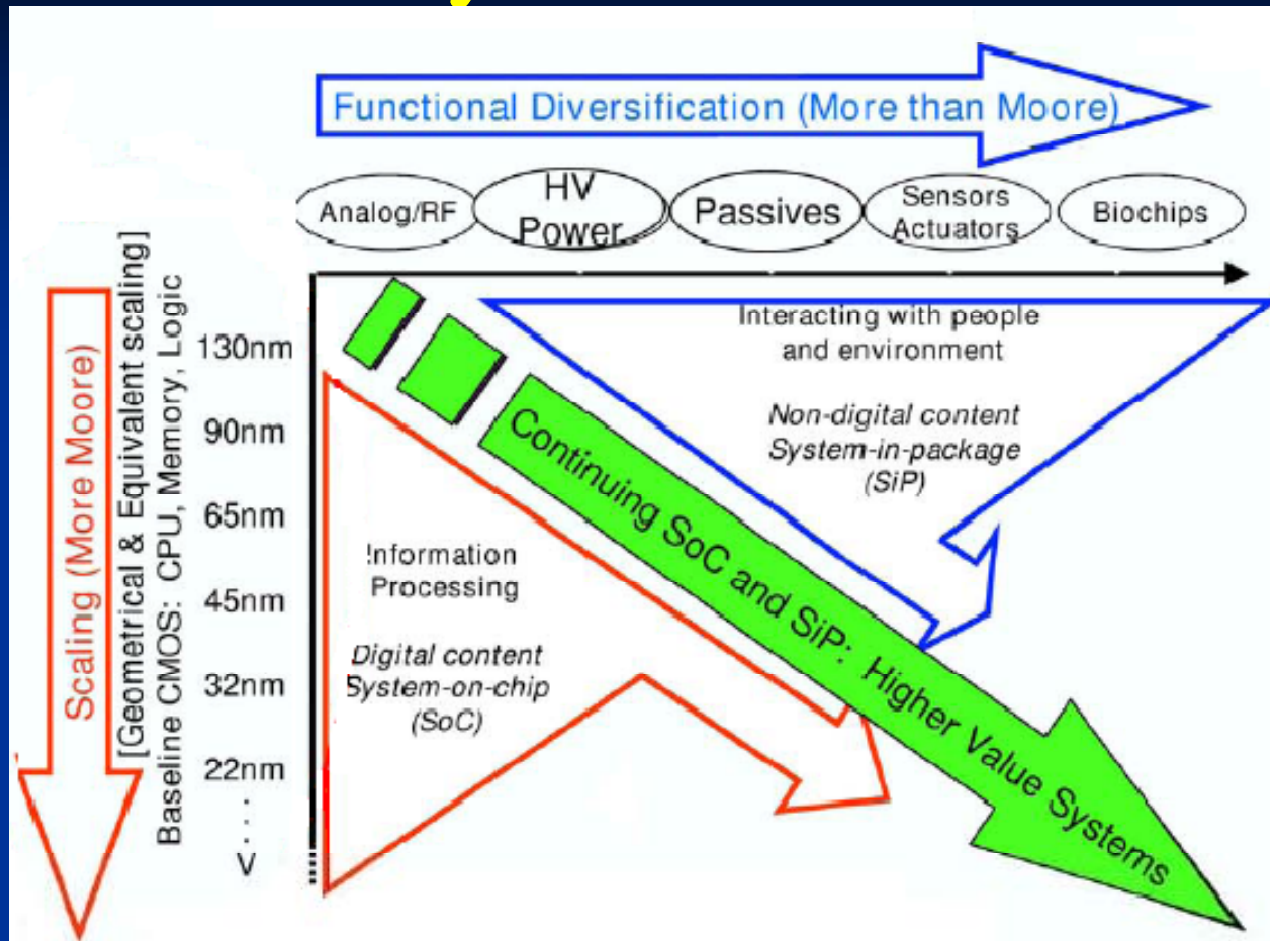 Functional Diversification (More than Moore)
Analog/RF
HV
Power
Passives
Sensors
Actuators
Biochips
Scaling (More Moore)
[Geometrical & Equivalent scaling]
Baseline CMOS: CPU, Memory, Logic
130nm
90nm
65nm
45nm
32nm
22nm
.
.
.
V
Interacting with people
and environment
Non-digital content
System-in-package
(SiP)
Information
Processing
Digital content
System-on-chip
(SoC)
Continuing SoC and SiP: Higher Value Systems